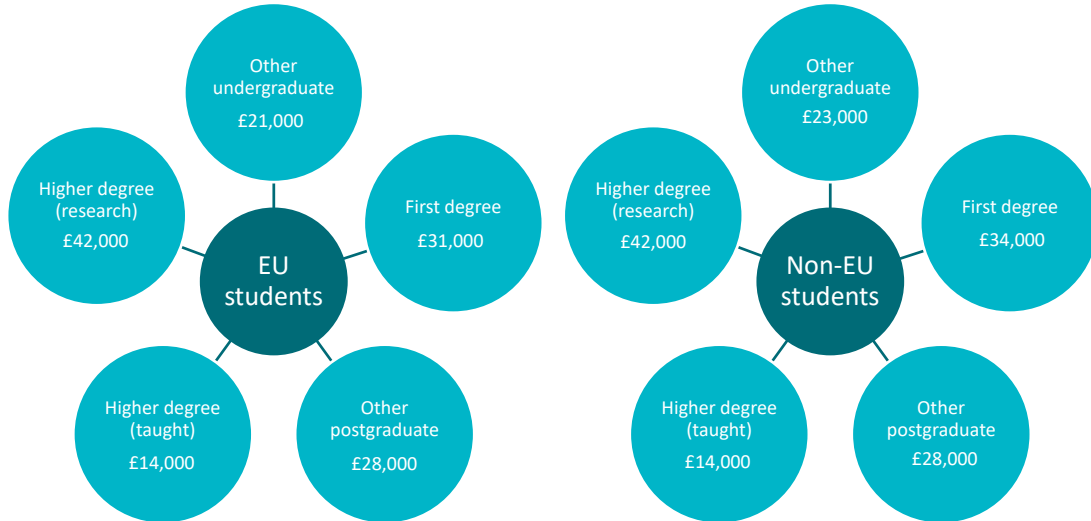 Other
undergraduate
£21,000
First degree
£31,000
Other
postgraduate
£28,000
Higher degree
(taught)
£14,000
Higher degree
(research)
£42,000
EU
students
Other
undergraduate
£23,000
First degree
£34,000
Other
postgraduate
£28,000
Higher degree
(taught)
£14,000
Higher degree
(research)
£42,000
Non-EU
students